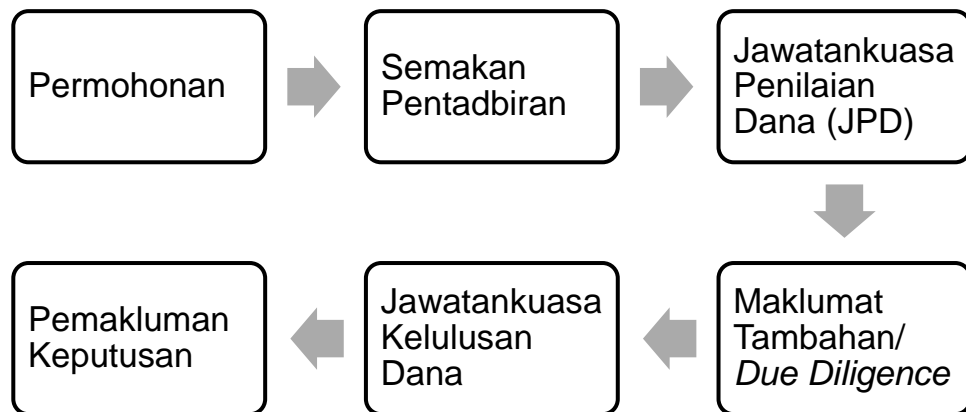 Permohonan
Semakan
Pentadbiran
Jawatankuasa
Penilaian
Dana (JPD)
Maklumat
Tambahan/
Due Diligence
Jawatankuasa
Kelulusan
Dana
Pemakluman
Keputusan